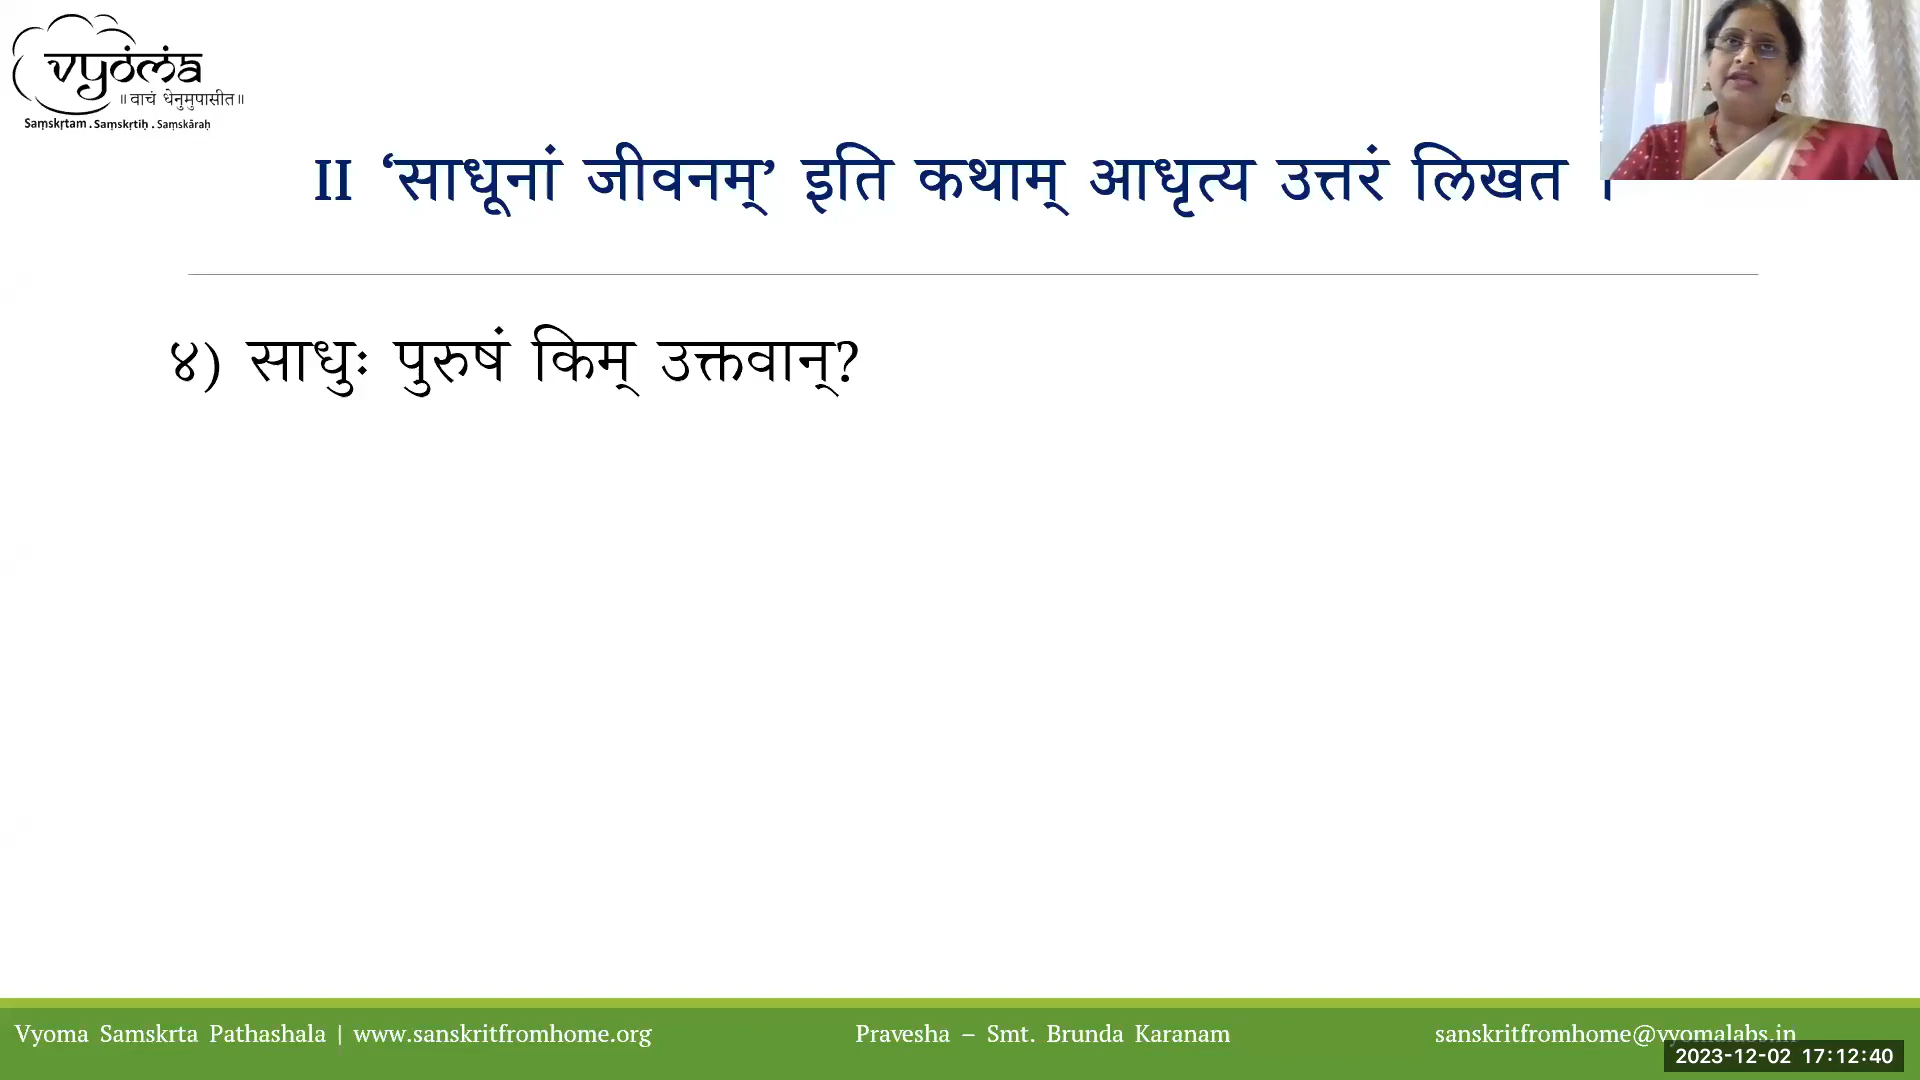 vyoma
॥वाचं धेनुमुपासीत॥
Saṃskṛtam . Saṃskṛtiḥ . Saṃskāraḥ
II ‘साधूनां जीवनम्’ इति कथाम् आधृत्य उत्तरं लिखत ।
४) साधुः पुरुषं किम् उक्तवान्?
Vyoma Samskrta Pathashala | www.sanskritfromhome.org Pravesha – Smt. Brunda Karanam sanskritfromhome@vyomalabs.in
2023-12-02 17:12:40